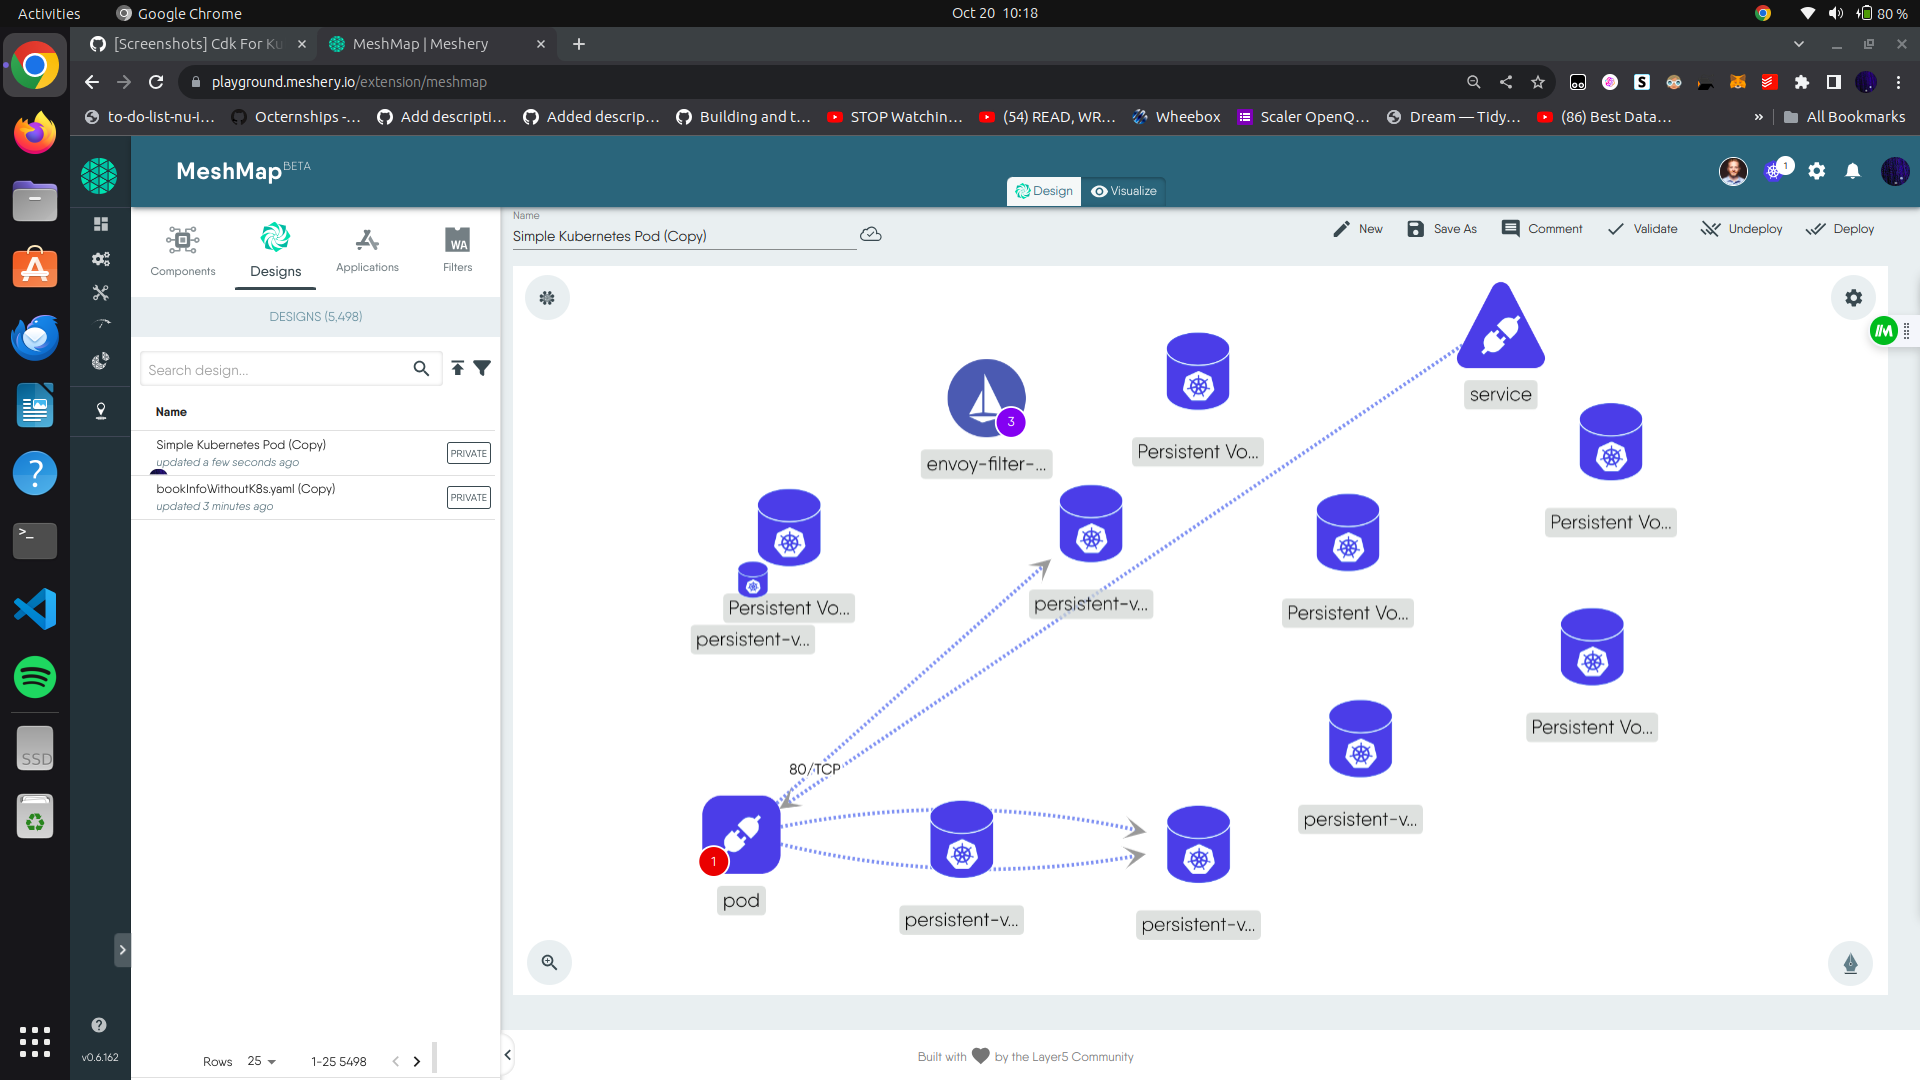 Activities
Google Chrome
Oct 20 10:18
80 %
[Screenshots] Cdk For Ku
MeshMap | Meshery
playground.meshery.io/extension/meshmap
to-do-list-nu-i...
Octernships -...
Add descripti...
Added descrip...
Building and t...
STOP Watchin...
(54) READ, WR...
Wheebox
Scaler OpenQ...
Dream — TIdy...
(86) Best Data...
»
All Bookmarks
MeshMap BETA
Design
Visualize
1
Components
Designs
Applications
WA
Filters
DESIGNS (5,498)
Search design...
Name
Simple Kubernetes Pod (Copy)
updated a few seconds ago
PRIVATE
bookInfoWithoutK8s.yaml (Copy)
updated 3 minutes ago
PRIVATE
Rows 25
1-25 5498
v0.6.162
SSD
Name
Simple Kubernetes Pod (Copy)
New
Save As
Comment
Validate
Undeploy
Deploy
service
3
envoy-filter-...
Persistent Vo...
Persistent Vo...
Persistent Vo...
persistent-v...
persistent-v...
Persistent Vo...
Persistent Vo...
80/TCP
persistent-v...
1
pod
persistent-v...
persistent-v...
Built with
by the Layer5 Community